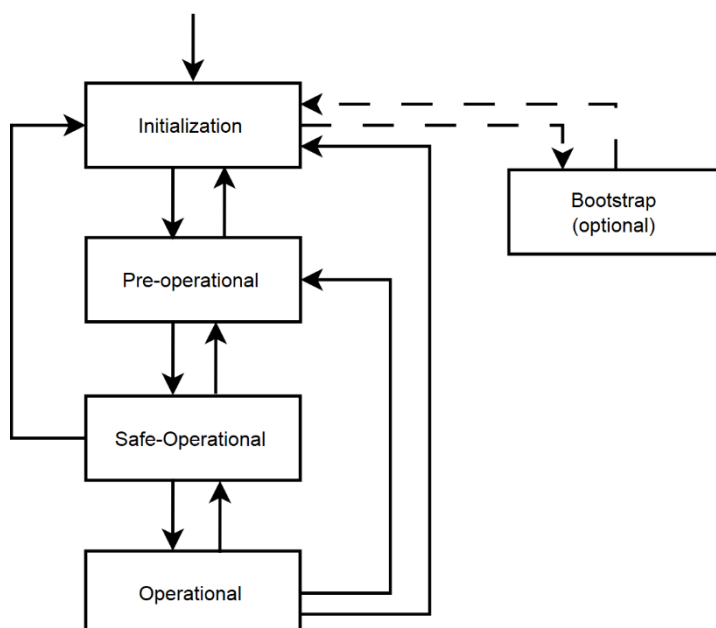 Initialization
Bootstrap
(optional)
Pre-operational
Safe-Operational
Operational